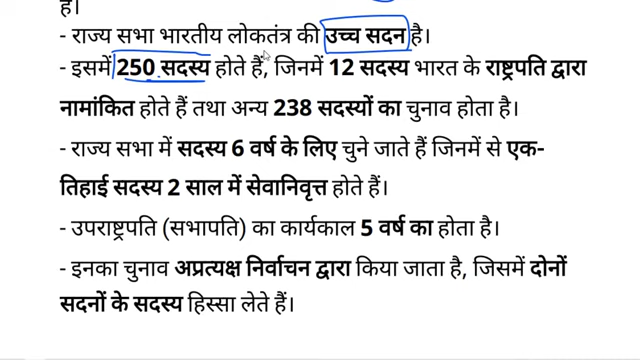 है।
- राज्य सभा भारतीय लोकतंत्र की उच्च सदन है।
- इसमें 250 सदस्य होते हैं, जिनमें 12 सदस्य भारत के राष्ट्रपति द्वारा
नामांकित होते हैं तथा अन्य 238 सदस्यों का चुनाव होता है।
- राज्य सभा में सदस्य 6 वर्ष के लिए चुने जाते हैं जिनमें से एक-
तिहाई सदस्य 2 साल में सेवानिवृत्त होते हैं।
- उपराष्ट्रपति (सभापति) का कार्यकाल 5 वर्ष का होता है।
- इनका चुनाव अप्रत्यक्ष निर्वाचन द्वारा किया जाता है, जिसमें दोनों
सदनों के सदस्य हिस्सा लेते हैं।